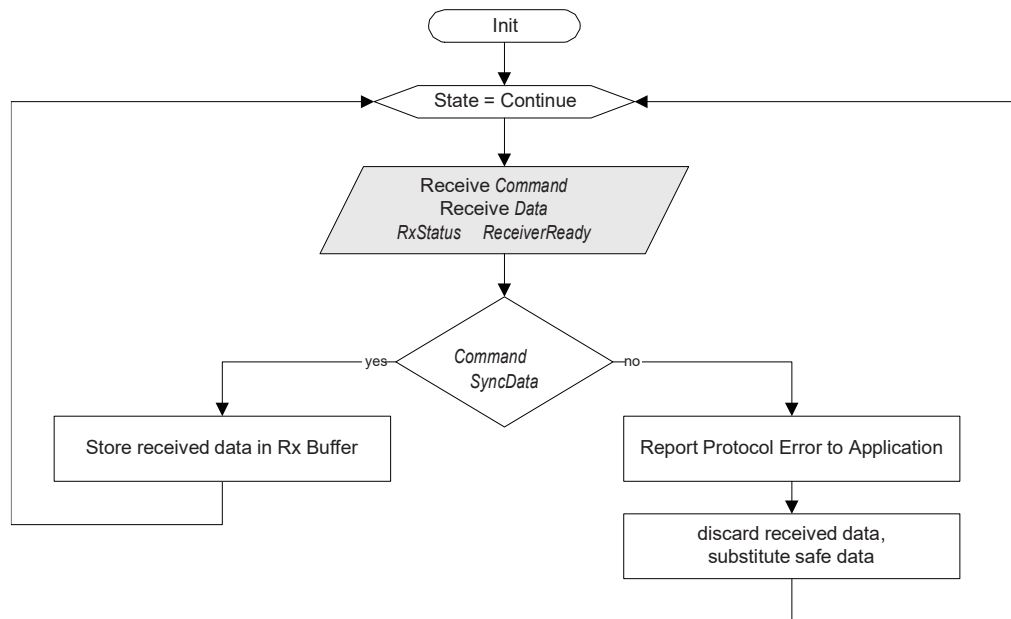 Init
State = Continue
Receive Command
Receive Data
RxStatus ReceiverReady
yes
Command
SyncData
no
Store received data in Rx Buffer
Report Protocol Error to Application
discard received data,
substitute safe data